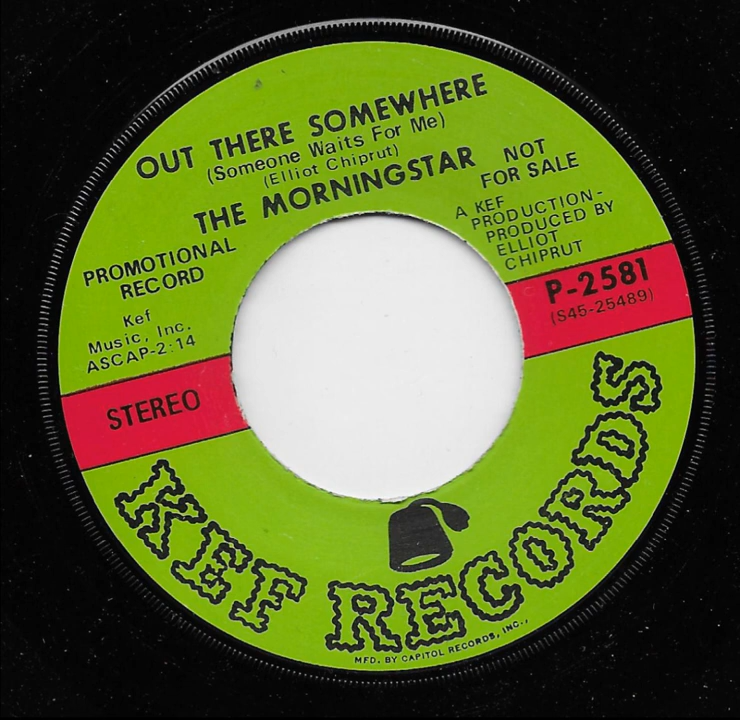 OUT THERE SOMEWHERE
(Someone Waits For Me)
(Elliot Chiprut)
THE MORNINGSTAR
NOT
FOR SALE
PROMOTIONAL
RECORD
A KEF
PRODUCTION-
PRODUCED BY
ELLIOT
CHIPRUT
Kef
Music, Inc.
ASCAP-2:14
P-2581
(S45-25489)
STEREO
KEF RECORDS
MFD. BY CAPITOL RECORDS, INC.,